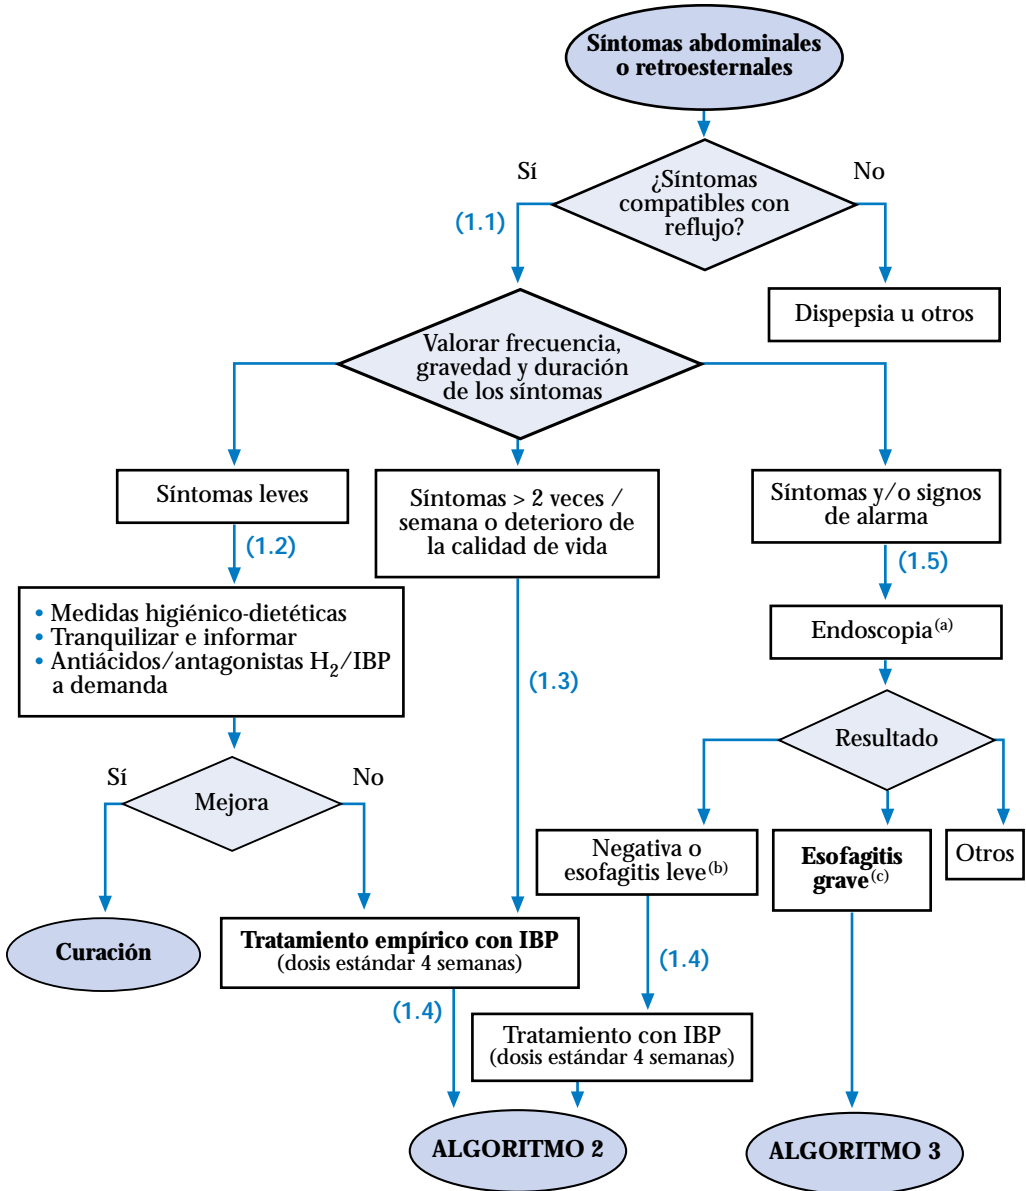 Síntomas abdominales
o retroesternales
Sí
No
¿Síntomas
compatibles con
reflujo?
(1.1)
Dispepsia u otros
Valorar frecuencia,
gravedad y duración
de los síntomas
Síntomas leves
Síntomas > 2 veces /
semana o deterioro de
la calidad de vida
Síntomas y/o signos
de alarma
(1.2)
(1.5)
• Medidas higiénico-dietéticas
• Tranquilizar e informar
• Antiácidos/antagonistas H₂/IBP
a demanda
Endoscopia(a)
(1.3)
Resultado
Sí
No
Mejora
Negativa o
esofagitis leve(b)
Esofagitis
grave(c)
Otros
Curación
Tratamiento empírico con IBP
(dosis estándar 4 semanas)
(1.4)
(1.4)
Tratamiento con IBP
(dosis estándar 4 semanas)
ALGORITMO 2
ALGORITMO 3